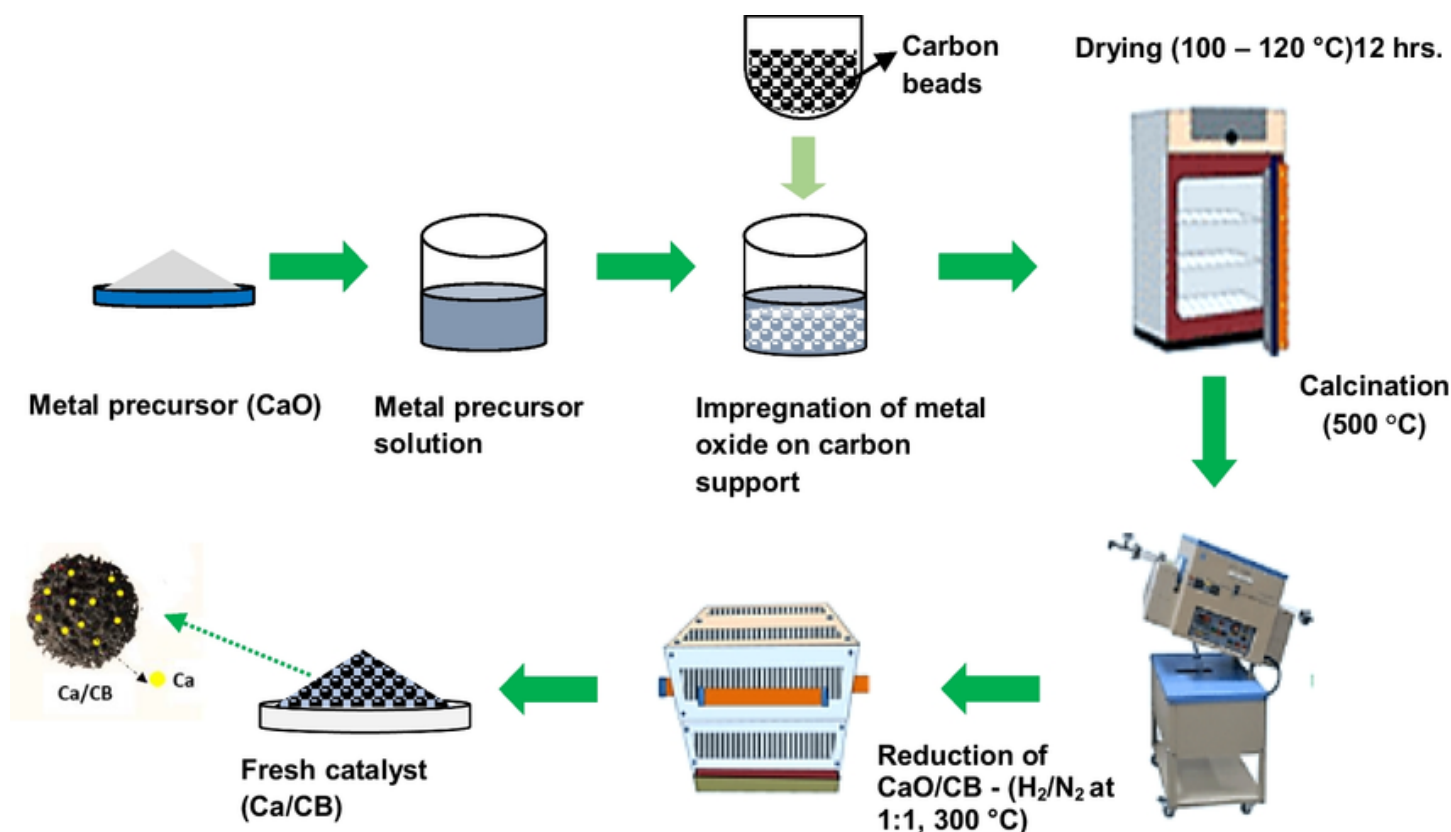 Carbon
beads
Drying (100 – 120 °C)12 hrs.
Metal precursor (CaO)
Metal precursor
solution
Impregnation of metal
oxide on carbon
support
Calcination
(500 °C)
Reduction of
CaO/CB - (H₂/N₂ at
1:1, 300 °C)
Fresh catalyst
(Ca/CB)
Ca/CB
Ca